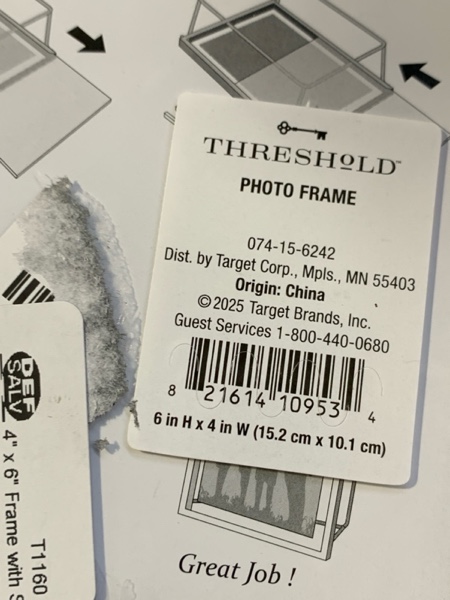 THRESHOLD™
PHOTO FRAME
074-15-6242
Dist. by Target Corp., Mpls., MN 55403
Origin: China
©2025 Target Brands, Inc.
Guest Services 1-800-440-0680
8 21614 10953 4
6 in H x 4 in W (15.2 cm x 10.1 cm)
DEF
SALV
4" x 6" Frame with
T1160
Great Job !